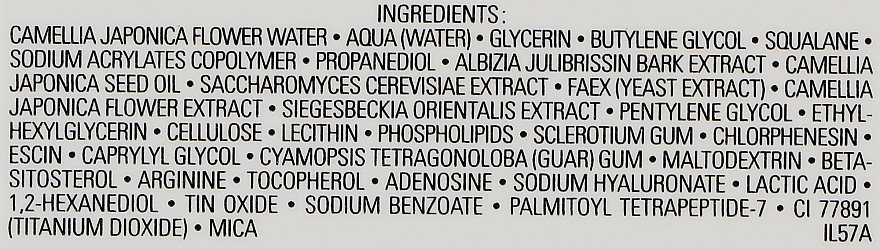 INGREDIENTS:
CAMELLIA JAPONICA FLOWER WATER • AQUA (WATER) • GLYCERIN • BUTYLENE GLYCOL • SQUALANE •
SODIUM ACRYLATES COPOLYMER • PROPANEDIOL • ALBIZIA JULIBRISSIN BARK EXTRACT • CAMELLIA
JAPONICA SEED OIL • SACCHAROMYCES CEREVISIAE EXTRACT • FAEX (YEAST EXTRACT) • CAMELLIA
JAPONICA FLOWER EXTRACT • SIEGESBECKIA ORIENTALIS EXTRACT • PENTYLENE GLYCOL • ETHYL-
HEXYLGLYCERIN • CELLULOSE • LECITHIN • PHOSPHOLIPIDS • SCLEROTIUM GUM • CHLORPHENESIN •
ESCIN • CAPRYLYL GLYCOL • CYAMOPSIS TETRAGONOLOBA (GUAR) GUM • MALTODEXTRIN • BETA-
SITOSTEROL • ARGININE • TOCOPHEROL • ADENOSINE • SODIUM HYALURONATE • LACTIC ACID •
1,2-HEXANEDIOL • TIN OXIDE • SODIUM BENZOATE • PALMITOYL TETRAPEPTIDE-7 • CI 77891
(TITANIUM DIOXIDE) • MICA IL57A